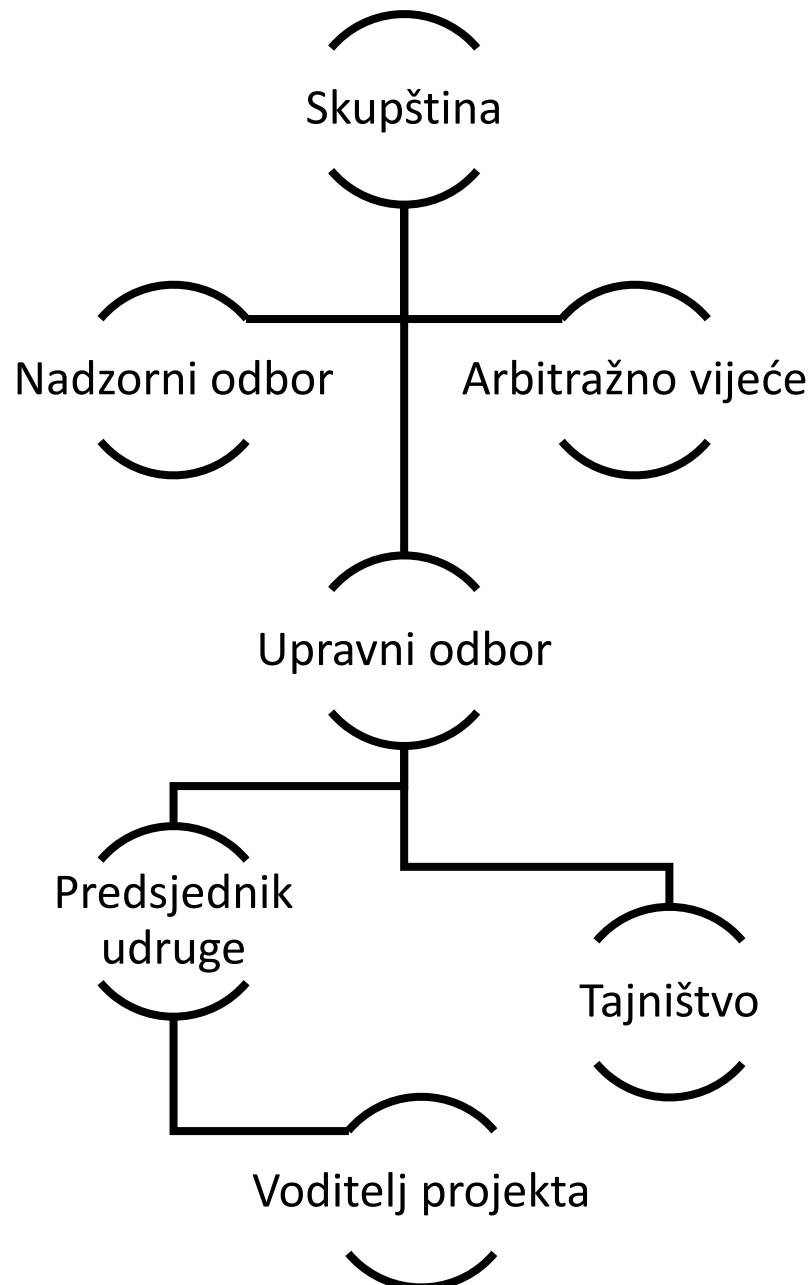 Skupština
Nadzorni odbor
Arbitražno vijeće
Upravni odbor
Predsjednik
udruge
Tajništvo
Voditelj projekta